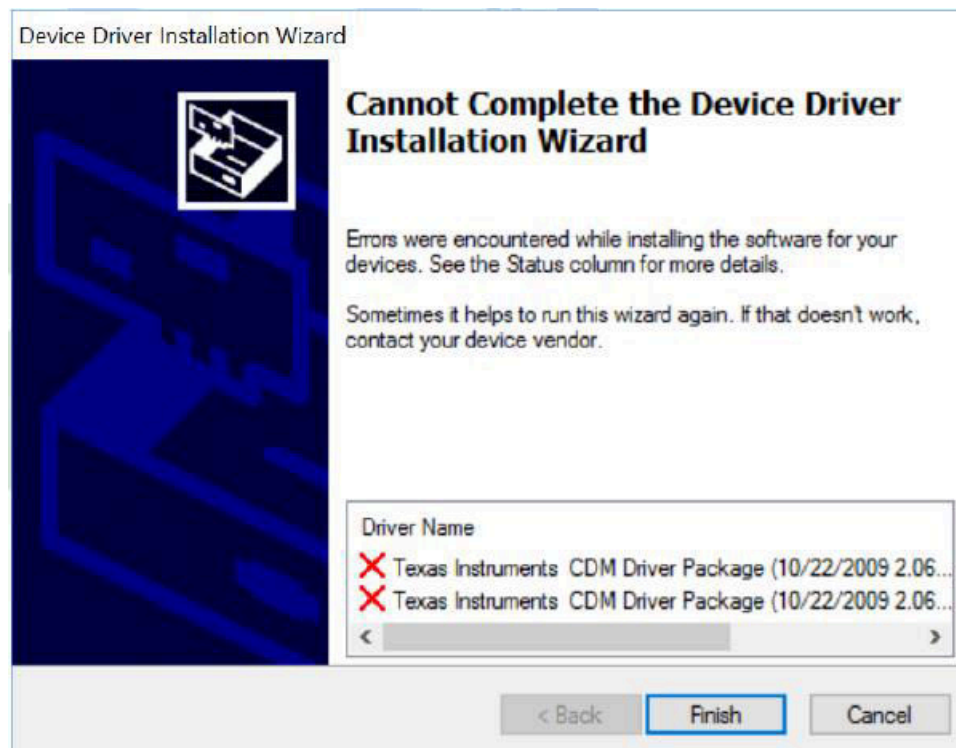 Device Driver Installation Wizard
Cannot Complete the Device Driver
Installation Wizard
Errors were encountered while installing the software for your
devices. See the Status column for more details.
Sometimes it helps to run this wizard again. If that doesn't work,
contact your device vendor.
Driver Name
Texas Instruments CDM Driver Package (10/22/2009 2.06...
Texas Instruments CDM Driver Package (10/22/2009 2.06...
< Back
Finish
Cancel